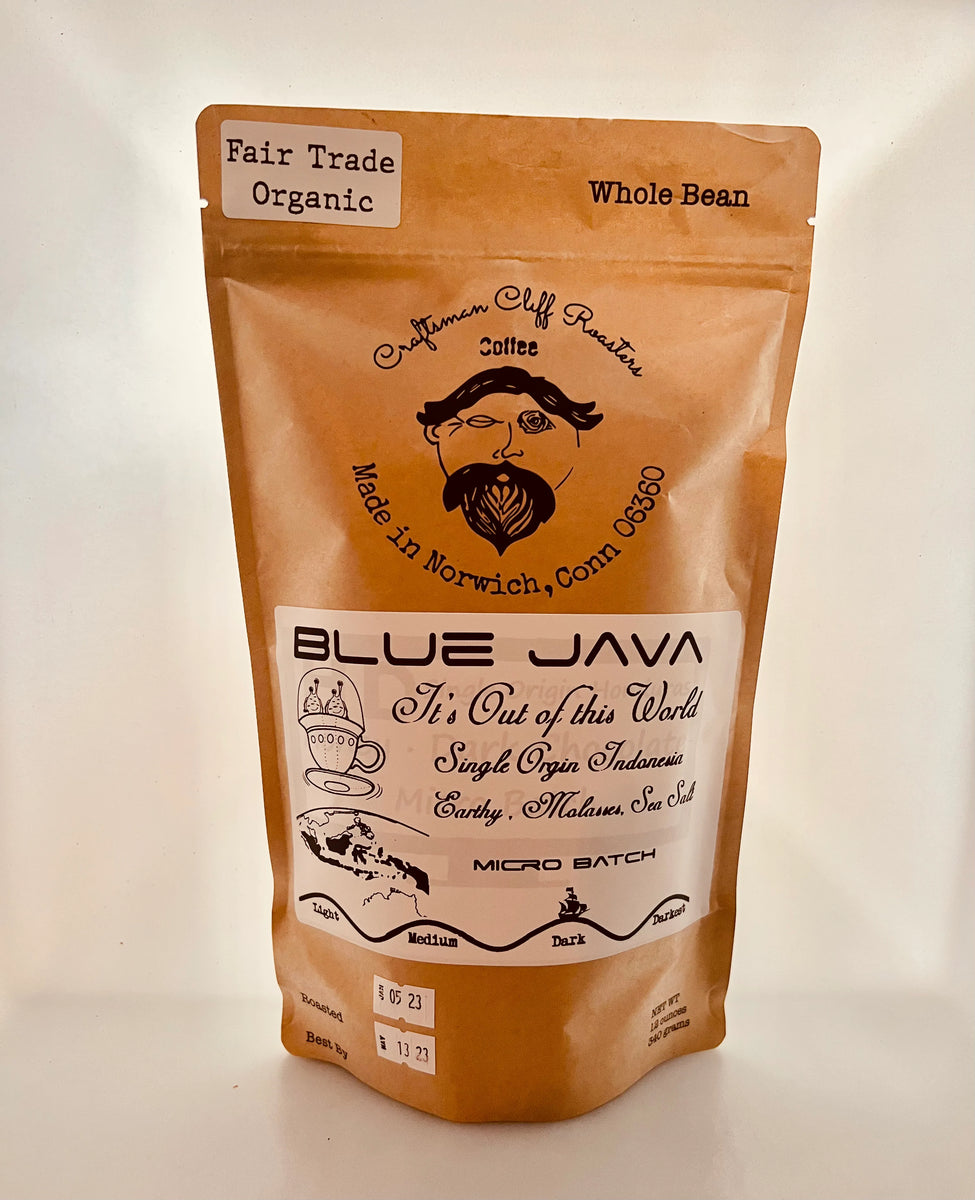 Fair Trade
Organic
Whole Bean
Craftsman Cliff Roasters
Coffee
Made in Norwich, Conn 06360
BLUE JAVA
It's Out of this World
Single Orgin Indonesia
Earthy, Molasses, Sea Salt
MICRO BATCH
Light
Medium
Dark
Darkest
Roasted
JAN 05 23
Best By
MAY 13 23
NET WT
12 ounces
340 grams